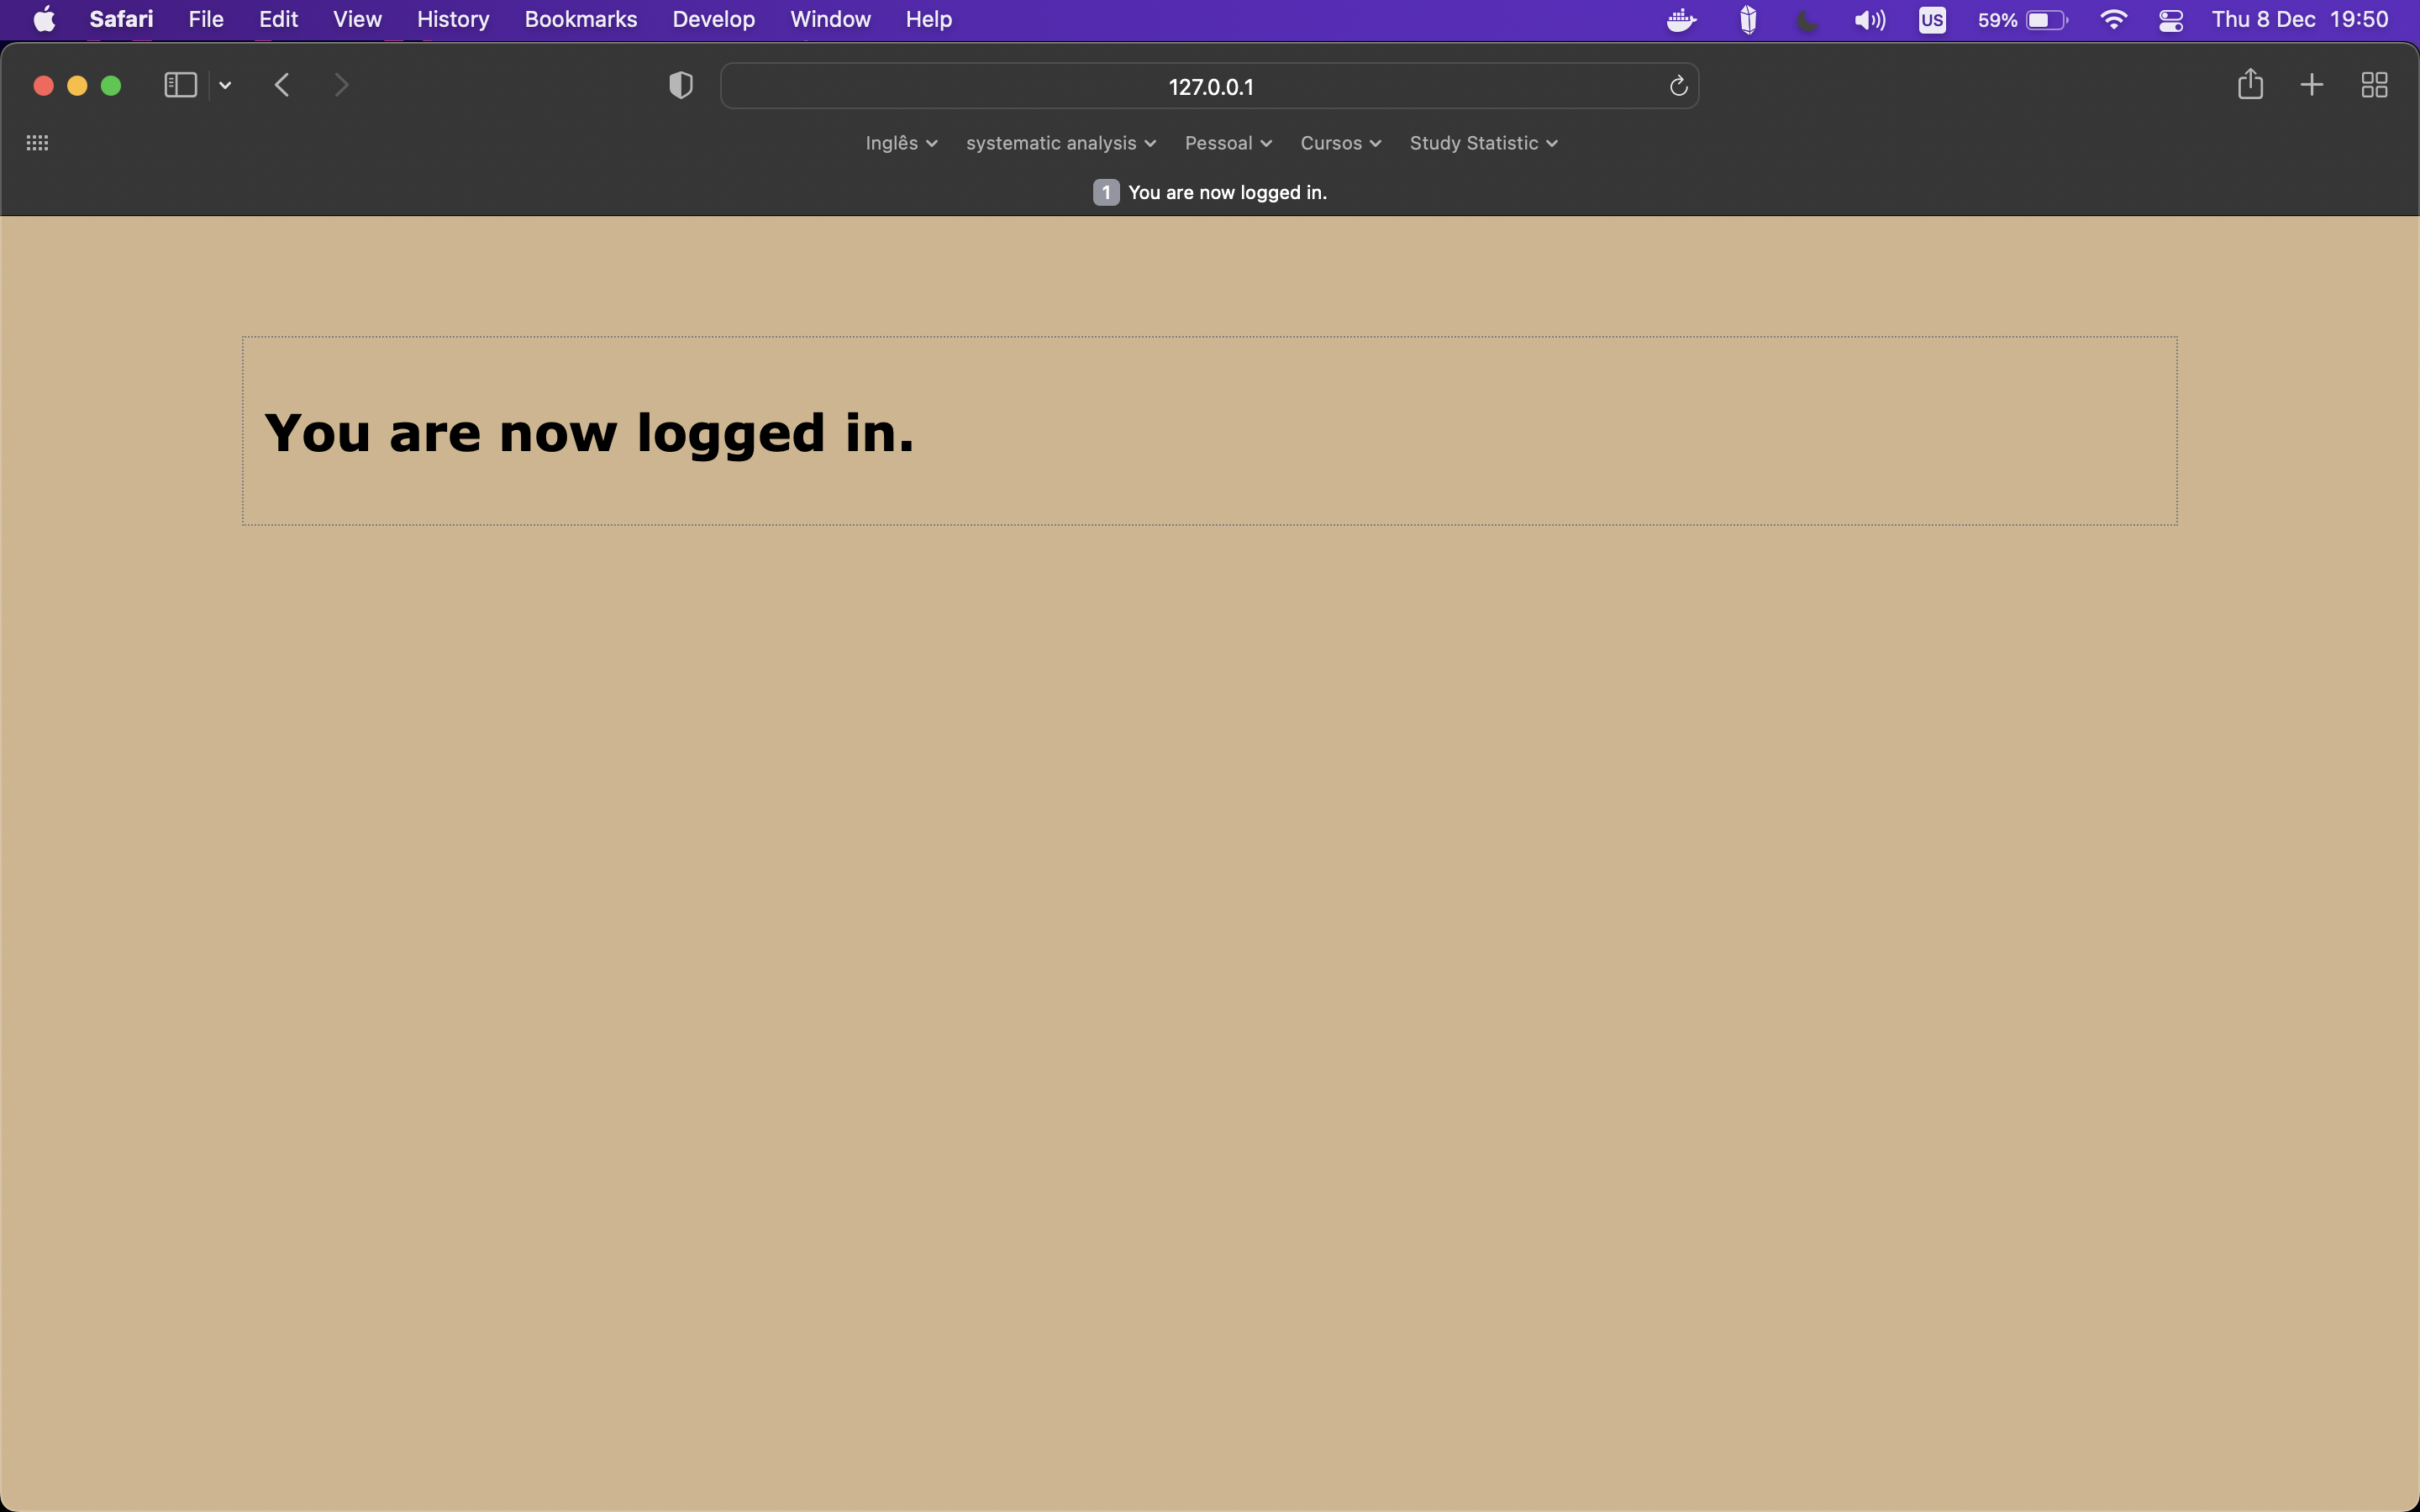 Safari File Edit View History Bookmarks Develop Window Help US 59% Thu 8 Dec 19:50
127.0.0.1
Inglês systematic analysis Pessoal Cursos Study Statistic
1 You are now logged in.
You are now logged in.